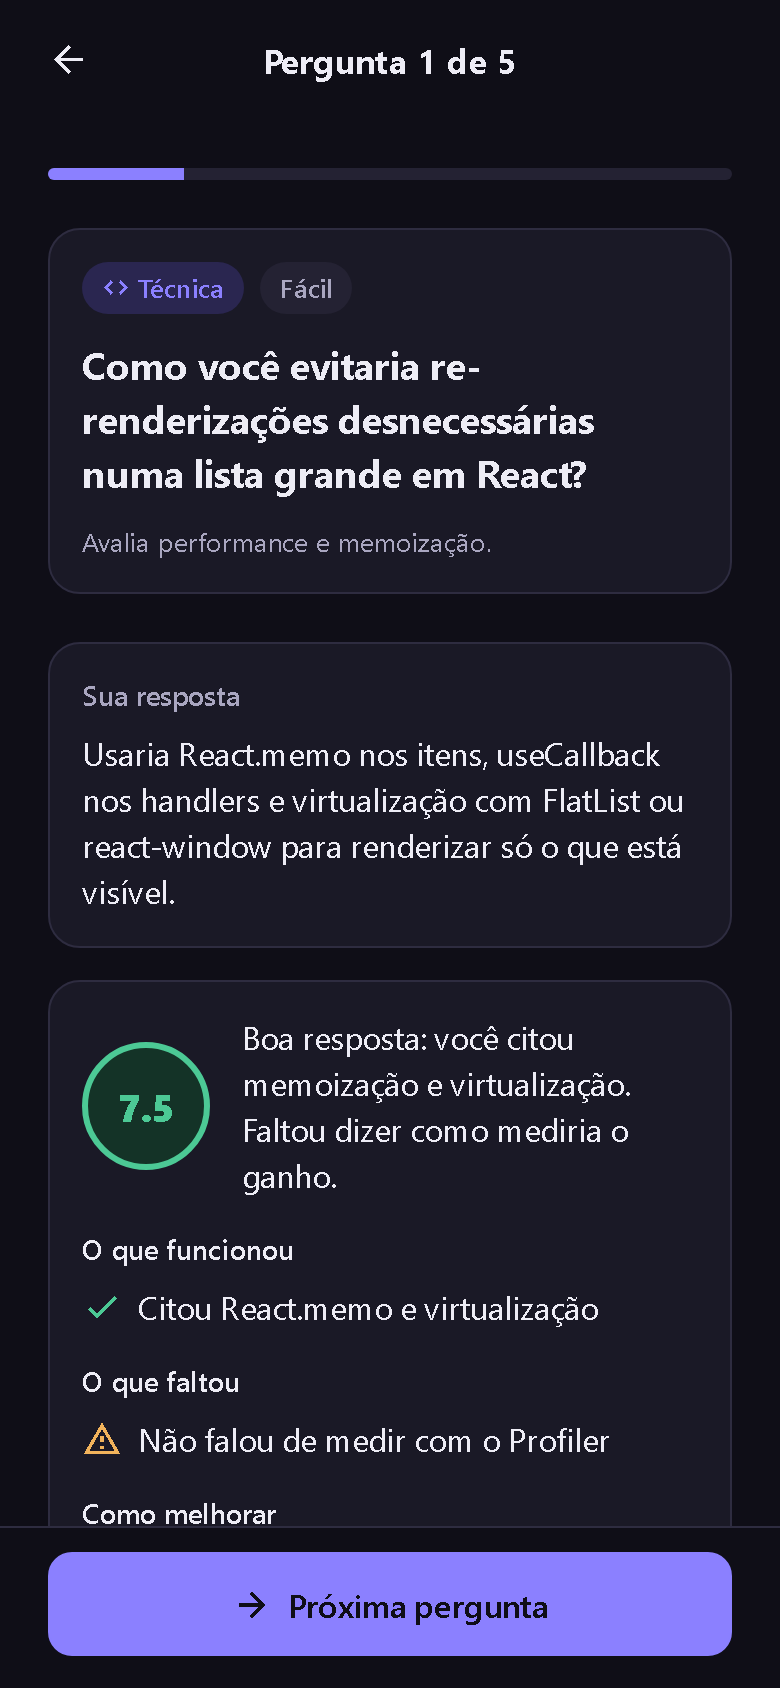 Pergunta 1 de 5
Técnica
Fácil
Como você evitaria re-
renderizações desnecessárias
numa lista grande em React?
Avalia performance e memoização.
Sua resposta
Usaria React.memo nos itens, useCallback
nos handlers e virtualização com FlatList ou
react-window para renderizar só o que está
visível.
7.5
Boa resposta: você citou
memoização e virtualização.
Faltou dizer como mediria o
ganho.
O que funcionou
Citou React.memo e virtualização
O que faltou
Não falou de medir com o Profiler
Como melhorar
Próxima pergunta